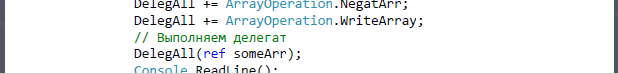 DelegAll += ArrayOperation.NegatArr;
DelegAll += ArrayOperation.WriteArray;
// Выполняем делегат
DelegAll(ref someArr);
Console.ReadLine();